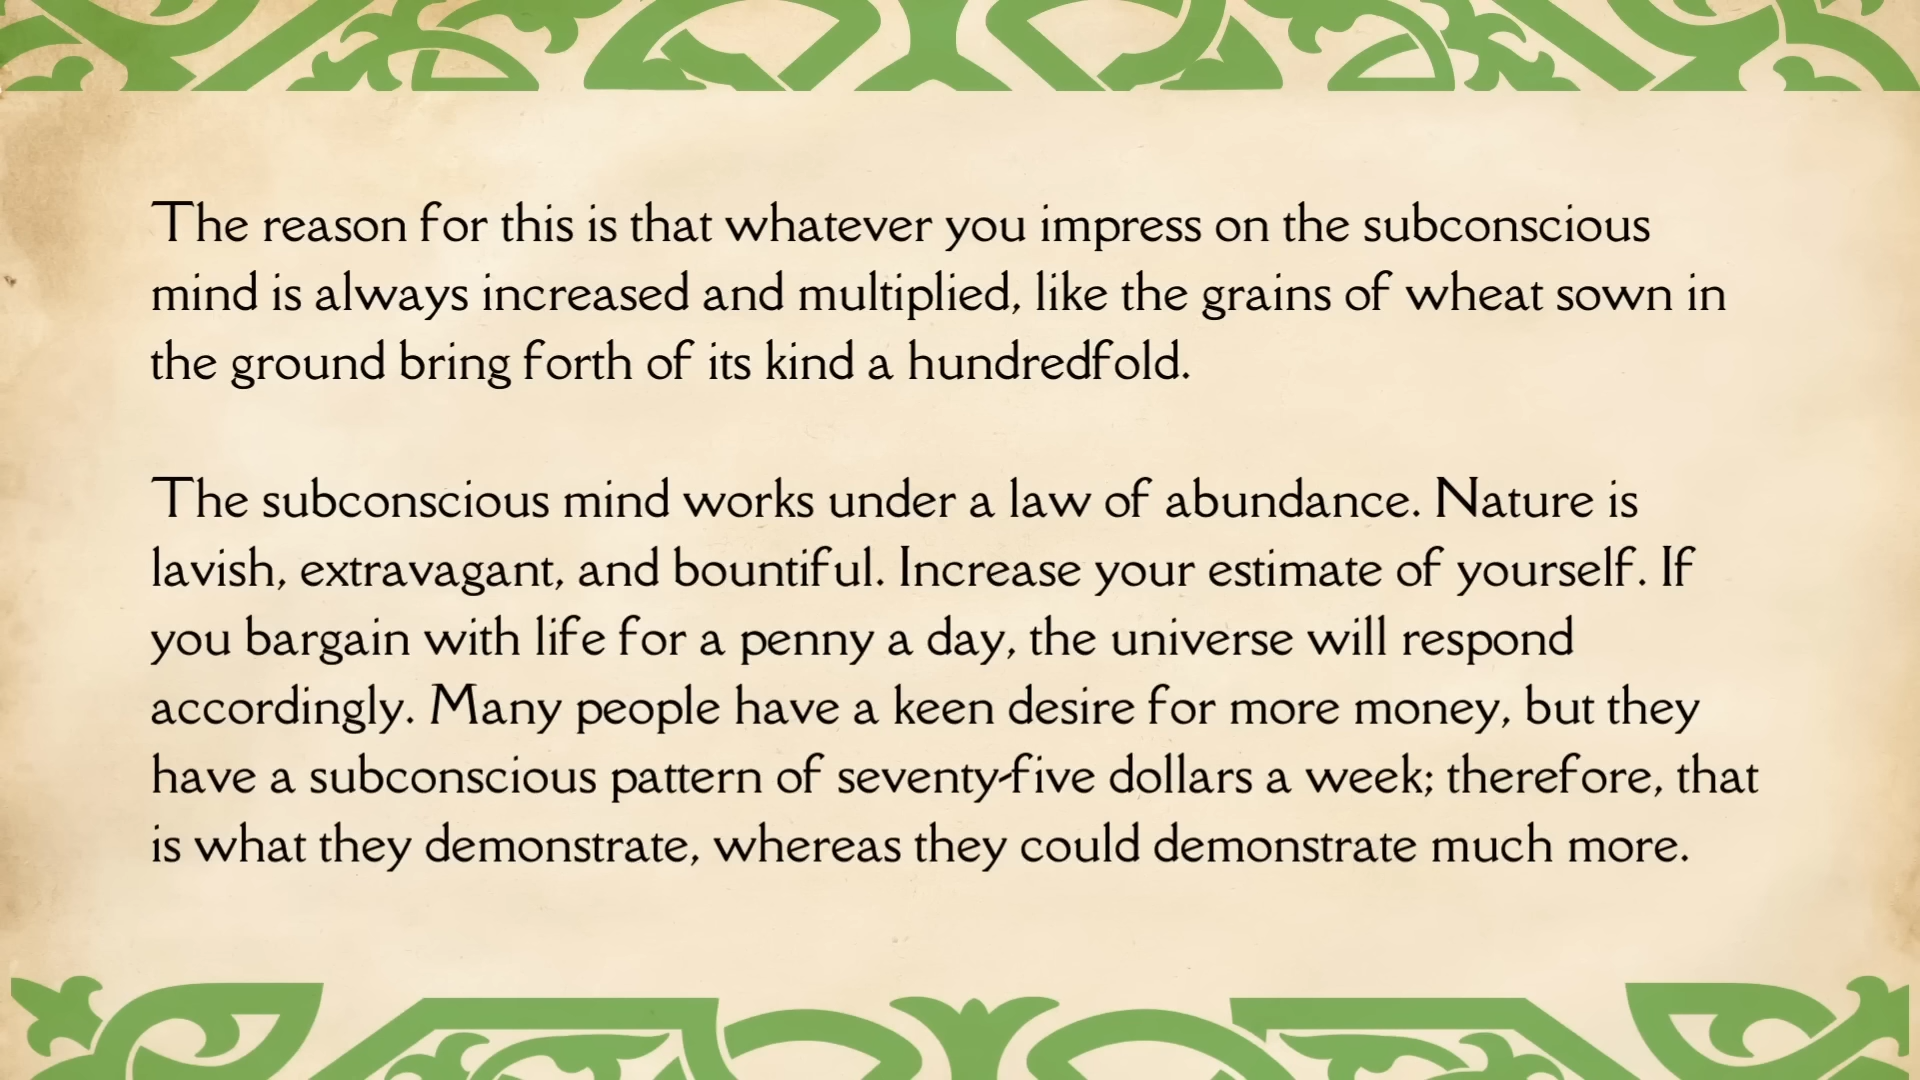 The reason for this is that whatever you impress on the subconscious
mind is always increased and multiplied, like the grains of wheat sown in
the ground bring forth of its kind a hundredfold.
The subconscious mind works under a law of abundance. Nature is
lavish, extravagant, and bountiful. Increase your estimate of yourself. If
you bargain with life for a penny a day, the universe will respond
accordingly. Many people have a keen desire for more money, but they
have a subconscious pattern of seventy-five dollars a week; therefore, that
is what they demonstrate, whereas they could demonstrate much more.